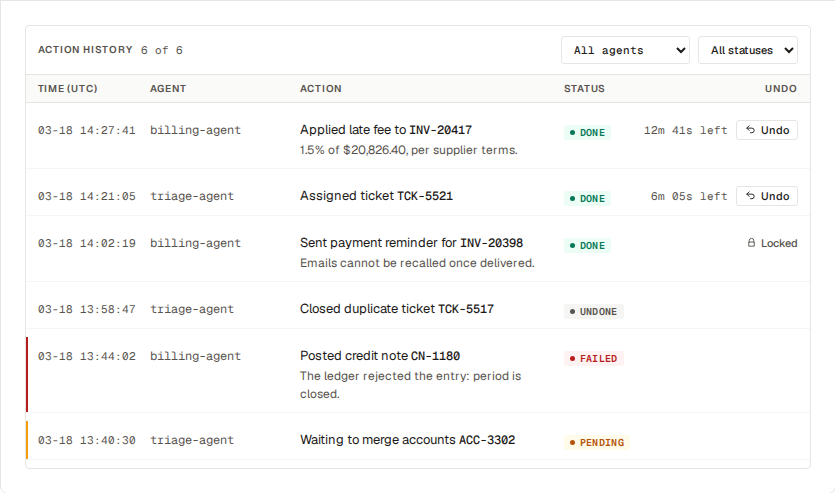 ACTION HISTORY 6 of 6 All agents All statuses
TIME (UTC) AGENT ACTION STATUS UNDO
03-18 14:27:41 billing-agent Applied late fee to INV-20417 DONE 12m 41s left Undo
1.5% of $20,826.40, per supplier terms.
03-18 14:21:05 triage-agent Assigned ticket TCK-5521 DONE 6m 05s left Undo
03-18 14:02:19 billing-agent Sent payment reminder for INV-20398 DONE Locked
Emails cannot be recalled once delivered.
03-18 13:58:47 triage-agent Closed duplicate ticket TCK-5517 UNDONE
03-18 13:44:02 billing-agent Posted credit note CN-1180 FAILED
The ledger rejected the entry: period is
closed.
03-18 13:40:30 triage-agent Waiting to merge accounts ACC-3302 PENDING